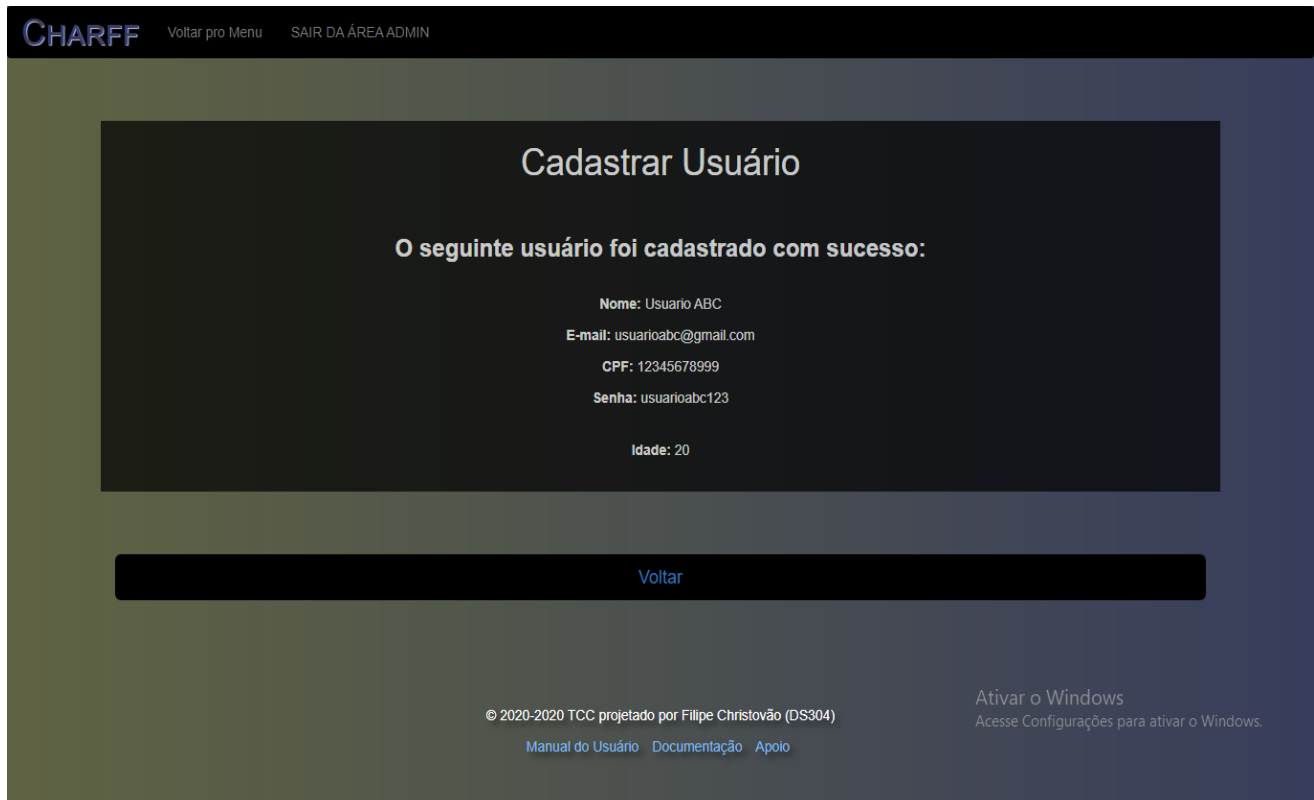 CHARFF Voltar pro Menu SAIR DA ÁREA ADMIN
Cadastrar Usuário
O seguinte usuário foi cadastrado com sucesso:
Nome: Usuario ABC
E-mail: usuarioabc@gmail.com
CPF: 12345678999
Senha: usuarioabc123
Idade: 20
Voltar
Ativar o Windows
Acesse Configurações para ativar o Windows.
© 2020-2020 TCC projetado por Filipe Christovão (DS304)
Manual do Usuário Documentação Apoio